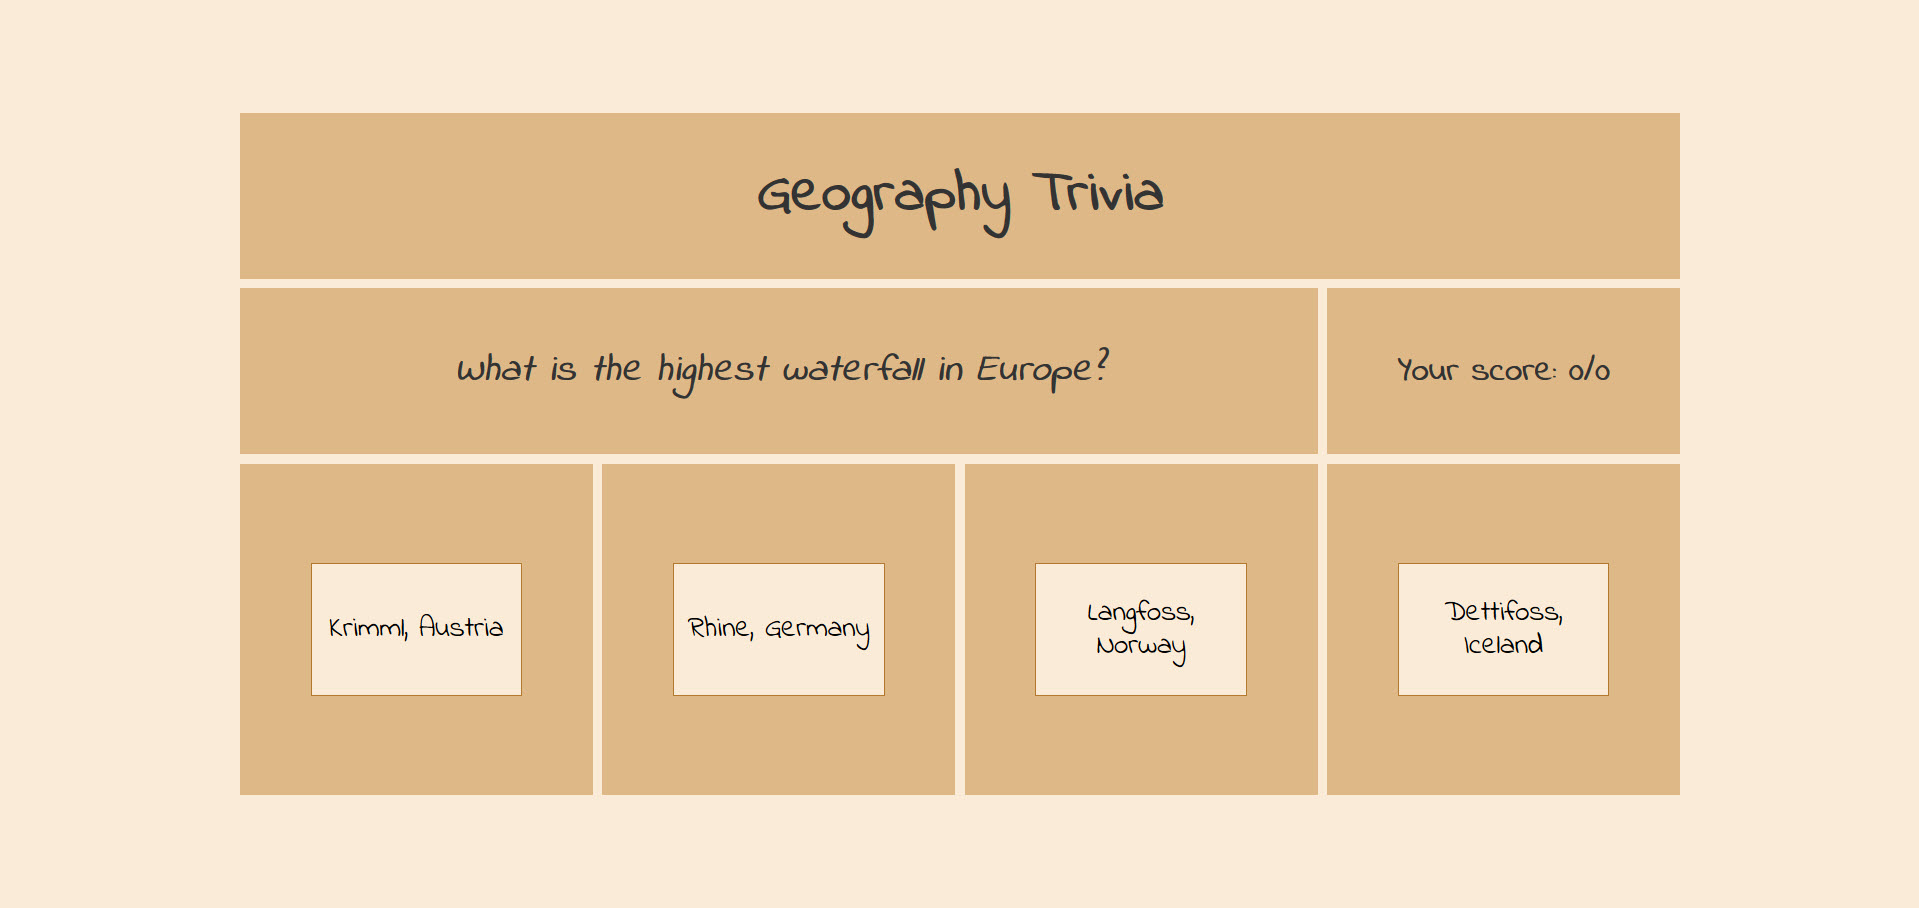 Geography Trivia
What is the highest waterfall in Europe?
Your score: 0/0
Krimml, Austria
Rhine, Germany
Langfoss,
Norway
Dettifoss,
Iceland